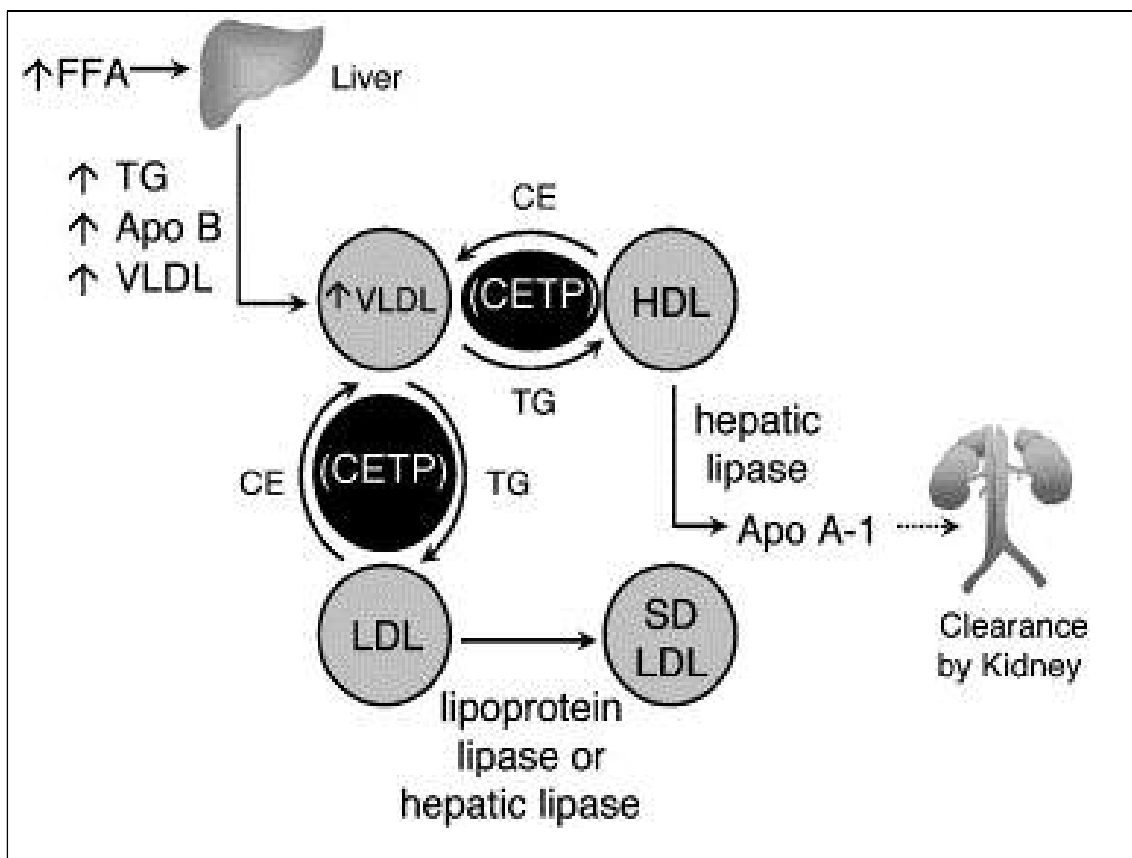 ↑FFA
Liver
↑ TG
↑ Apo B
↑ VLDL
CE
↑VLDL
(CETP)
HDL
TG
hepatic
lipase
CE
(CETP)
TG
Apo A-1
LDL
SD
LDL
Clearance
by Kidney
lipoprotein
lipase or
hepatic lipase